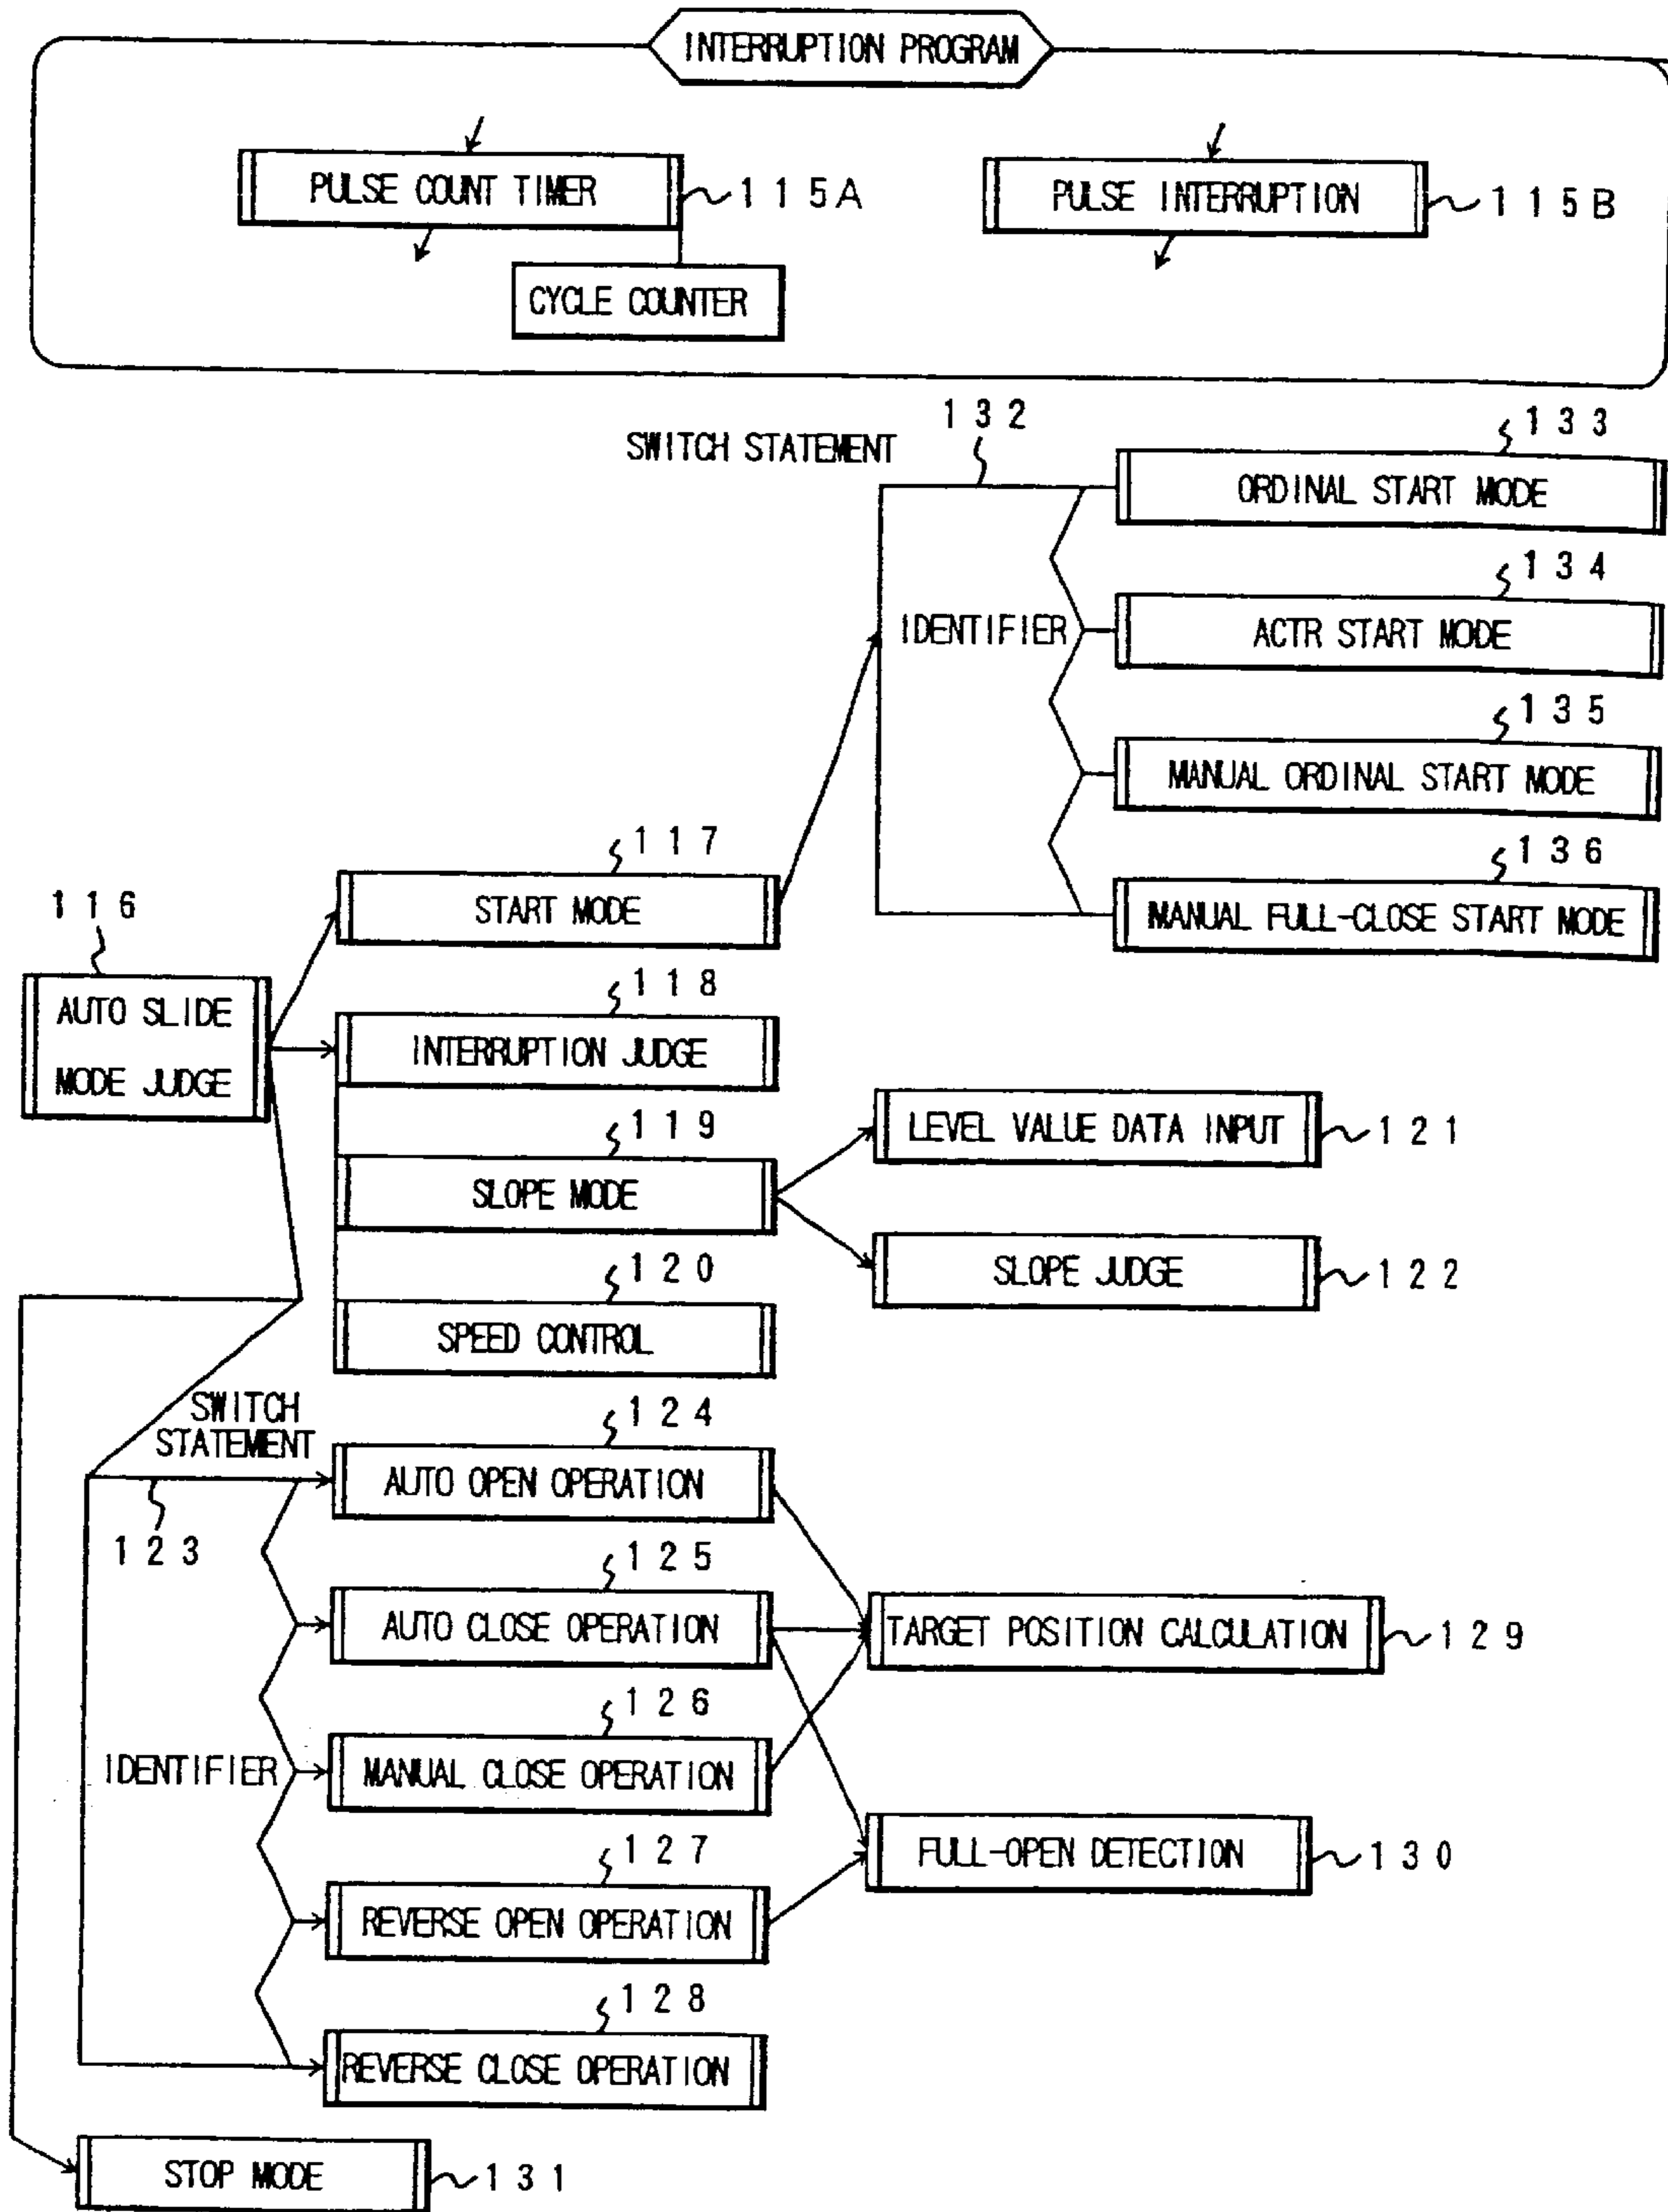 INTERRUPTION PROGRAM
PULSE COUNT TIMER
115A
PULSE INTERRUPTION
115B
CYCLE COUNTER
SWITCH STATEMENT
132
133
ORDINAL START MODE
134
IDENTIFIER
ACTR START MODE
135
MANUAL ORDINAL START MODE
136
MANUAL FULL-CLOSE START MODE
117
START MODE
116
AUTO SLIDE
MODE JUDGE
118
INTERRUPTION JUDGE
119
SLOPE MODE
LEVEL VALUE DATA INPUT
121
SLOPE JUDGE
122
120
SPEED CONTROL
SWITCH
STATEMENT
123
124
AUTO OPEN OPERATION
125
AUTO CLOSE OPERATION
TARGET POSITION CALCULATION
129
126
IDENTIFIER
MANUAL CLOSE OPERATION
127
REVERSE OPEN OPERATION
FULL-OPEN DETECTION
130
128
REVERSE CLOSE OPERATION
STOP MODE
131